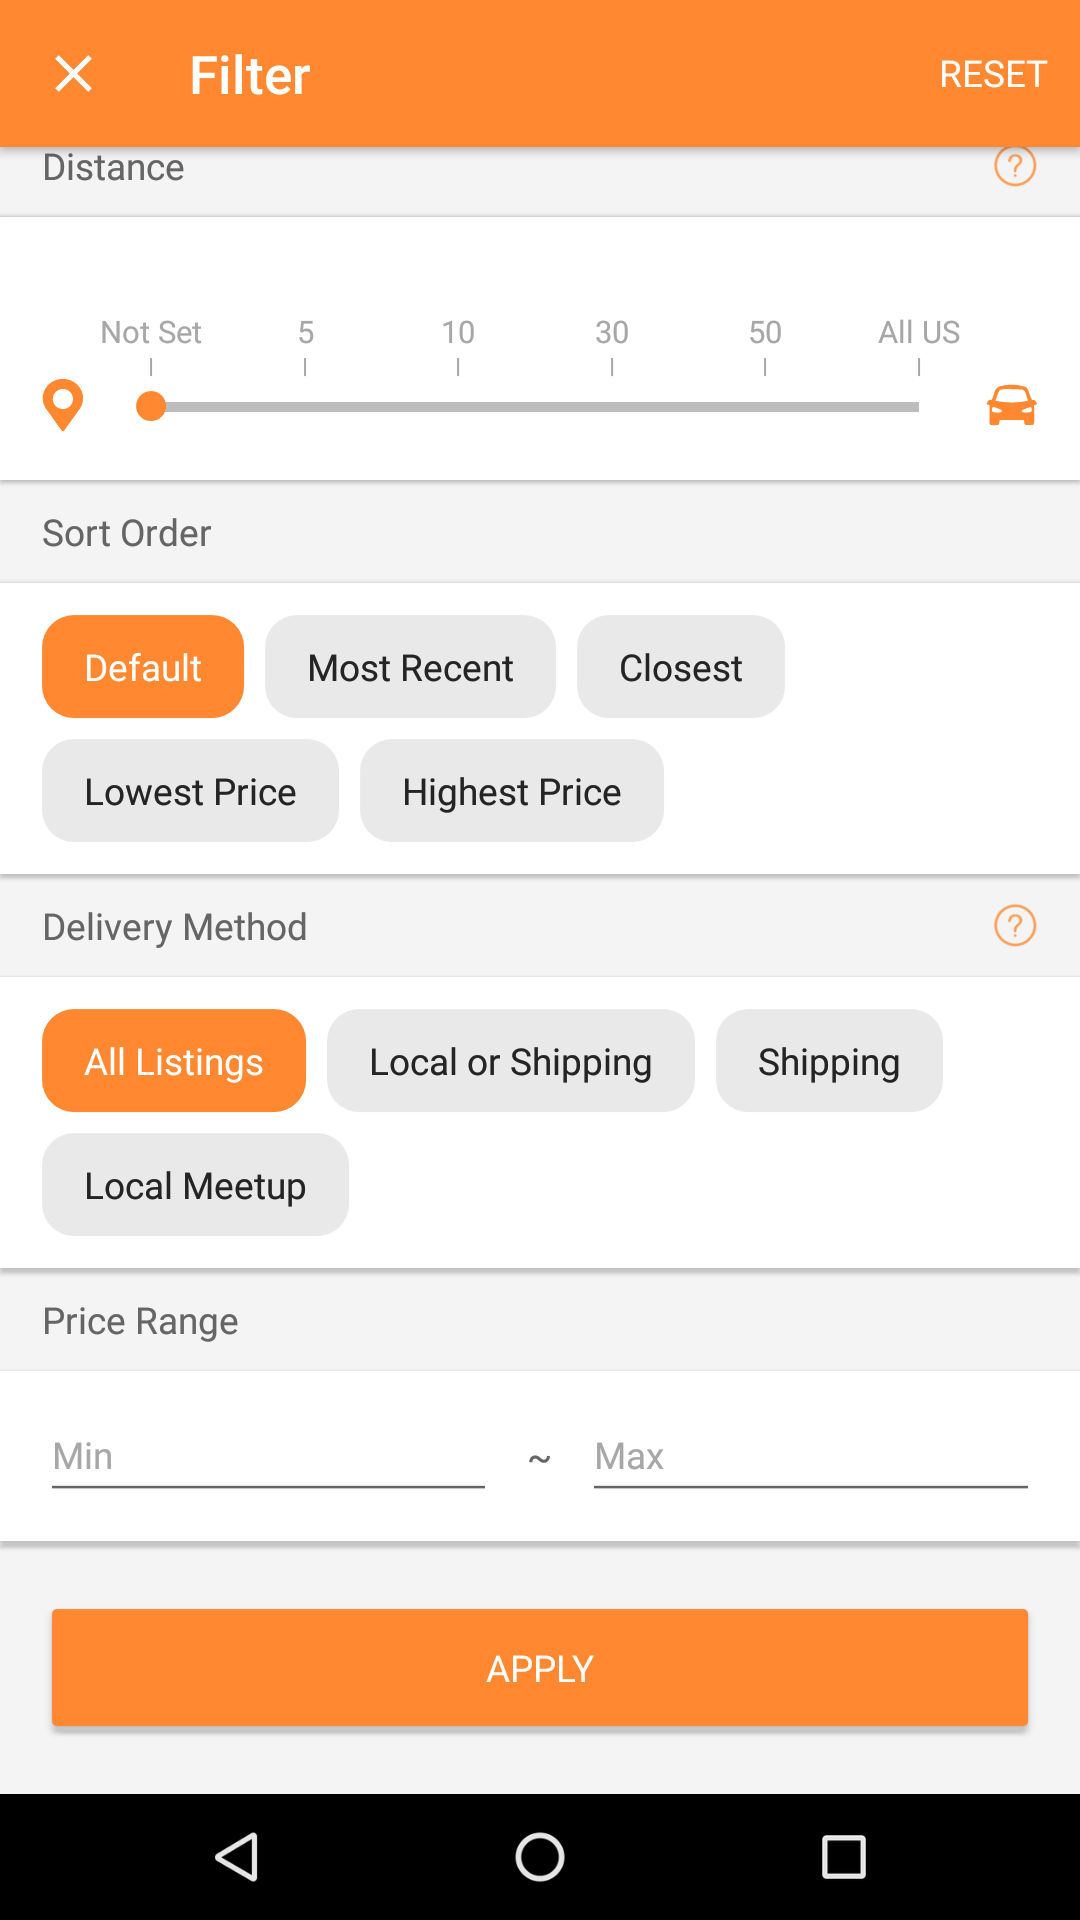 Filter RESET
Distance ?
Not Set 5 10 30 50 All US
Sort Order
Default Most Recent Closest
Lowest Price Highest Price
Delivery Method ?
All Listings Local or Shipping Shipping
Local Meetup
Price Range
Min ~ Max
APPLY